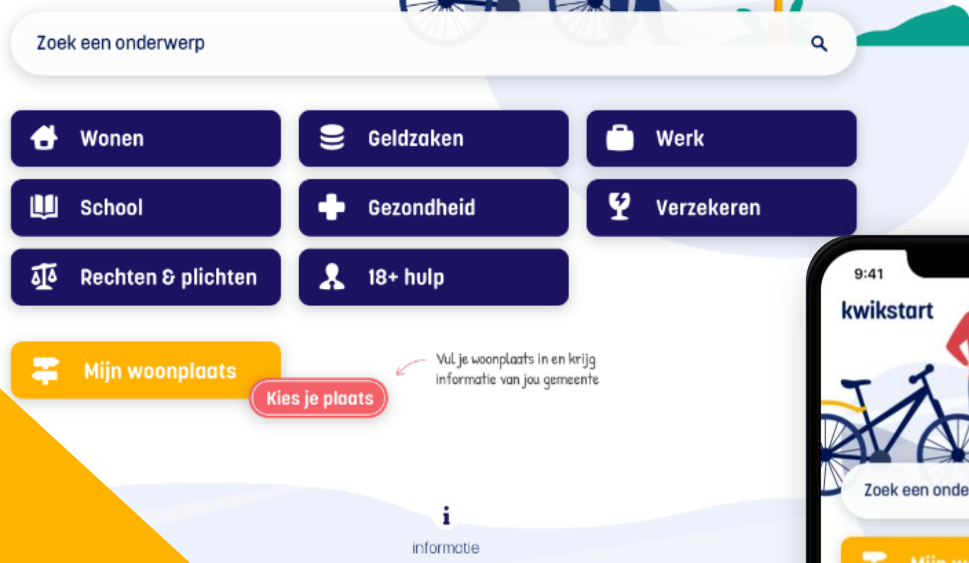 Zoek een onderwerp
Wonen
Geldzaken
Werk
School
Gezondheid
Verzekeren
Rechten & plichten
18+ hulp
Mijn woonplaats
Kies je plaats
Vul je woonplaats in en krijg
informatie van jou gemeente
informatie
9:41
kwikstart
Zoek een onde
Mijn w